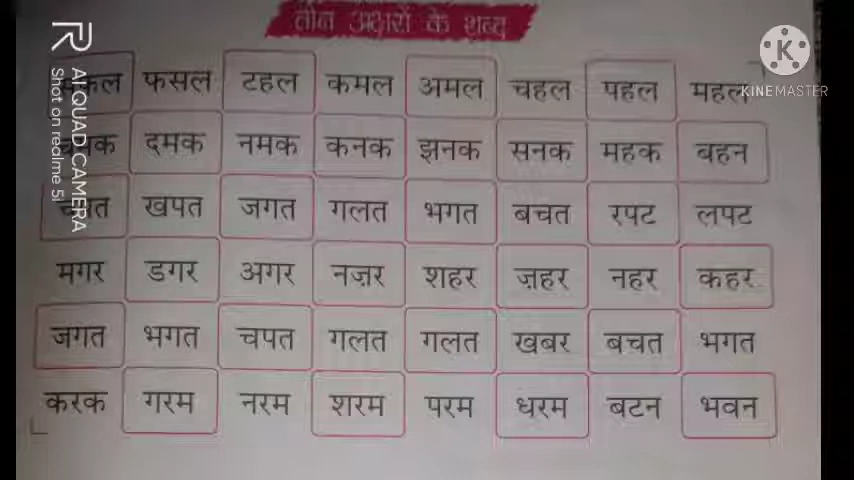 तीन अक्षरों के शब्द
फसल टहल कमल अमल चहल पहल महल
दमक नमक कनक झनक सनक महक बहन
खपत जगत गलत भगत बचत रपट लपट
मगर डगर अगर नज़र शहर ज़हर नहर कहर
जगत भगत चपत गलत गलत खबर बचत भगत
करक गरम नरम शरम परम धरम बटन भवन
AI QUAD CAMERA
Shot on realme 5i
K
KINEMASTER